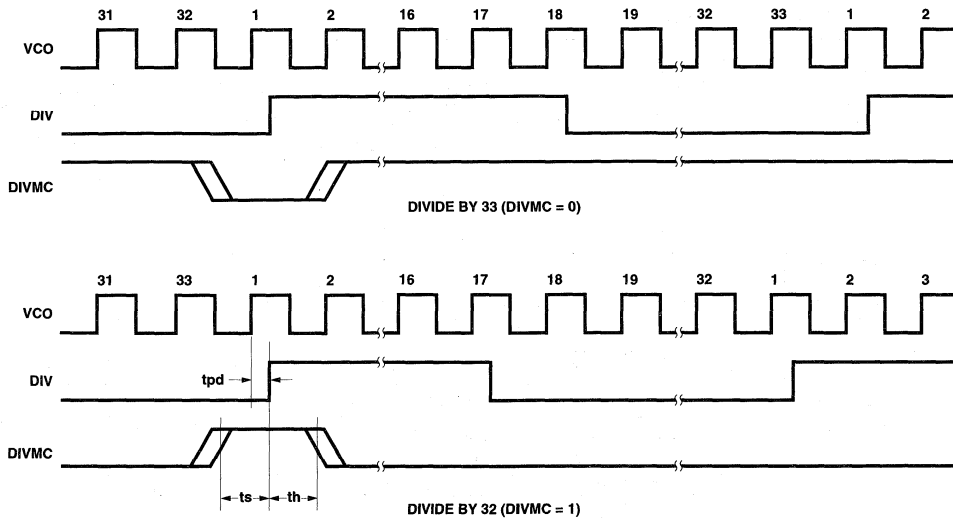 31 32 1 2 16 17 18 19 32 33 1 2
VCO
DIV
DIVMC
DIVIDE BY 33 (DIVMC = 0)
31 33 1 2 16 17 18 19 32 1 2 3
VCO
DIV
tpd
DIVMC
ts th
DIVIDE BY 32 (DIVMC = 1)